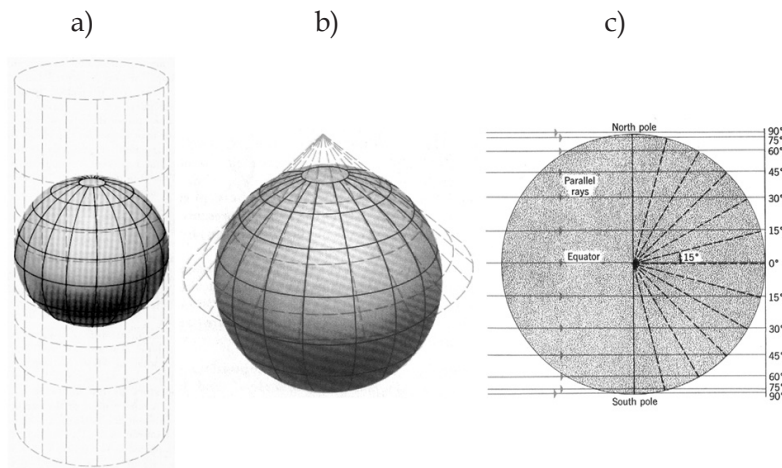 a)
b)
c)
North pole
90°
75°
60°
45°
Parallel
rays
30°
15°
Equator
15°
0°
15°
30°
45°
60°
75°
South pole
90°